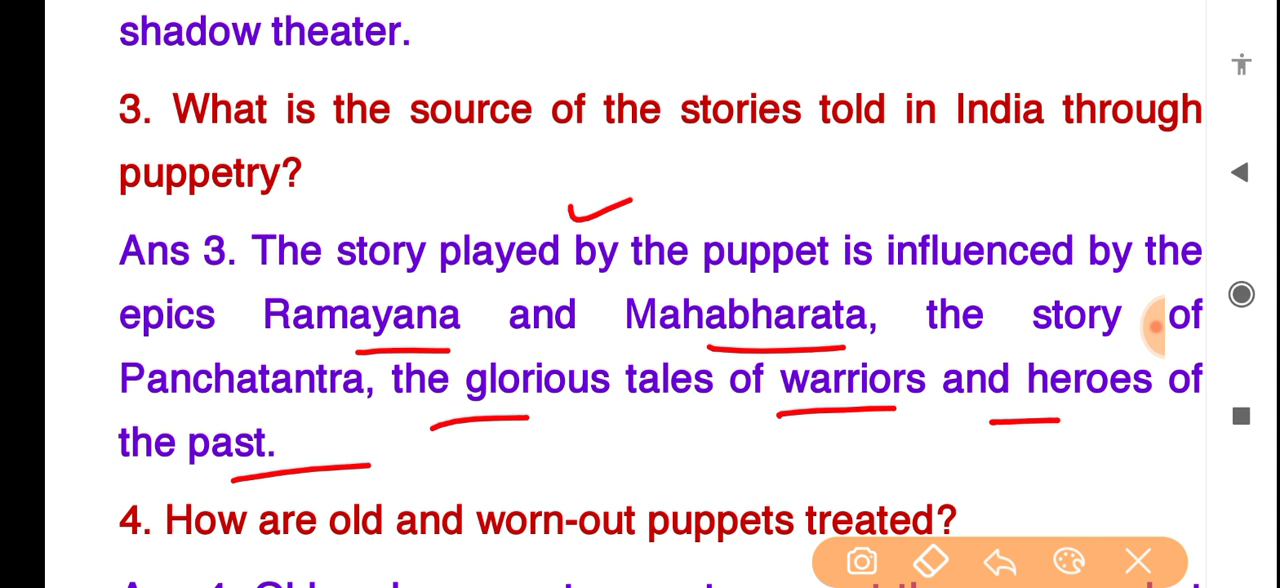 shadow theater.
3. What is the source of the stories told in India through
puppetry?
Ans 3. The story played by the puppet is influenced by the
epics Ramayana and Mahabharata, the story of
Panchatantra, the glorious tales of warriors and heroes of
the past.
4. How are old and worn-out puppets treated?